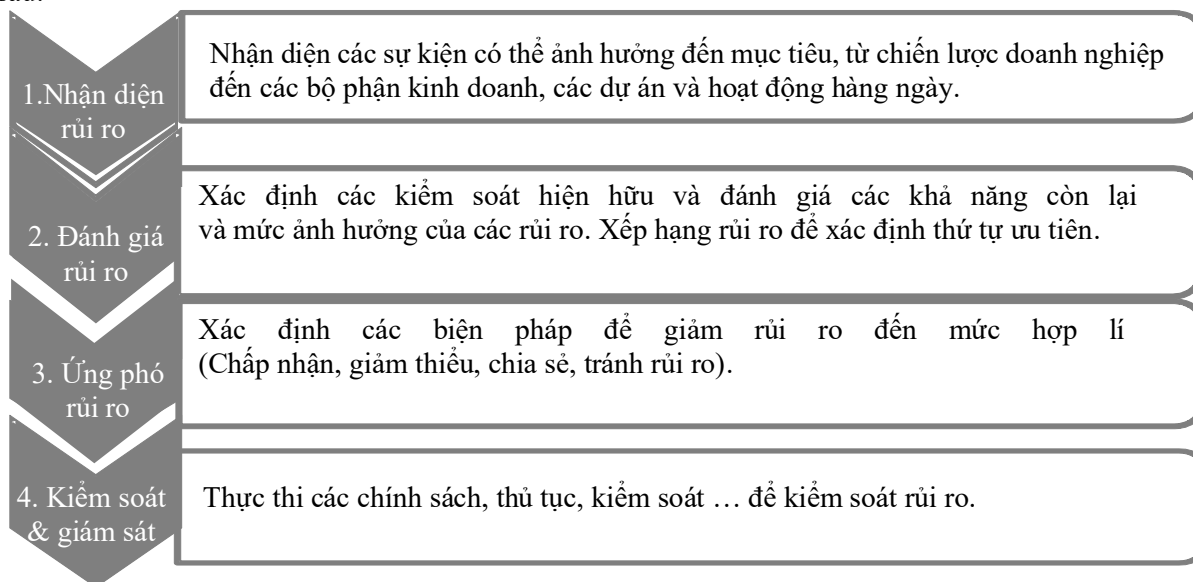 1.Nhận diện
rủi ro
Nhận diện các sự kiện có thể ảnh hưởng đến mục tiêu, từ chiến lược doanh nghiệp
đến các bộ phận kinh doanh, các dự án và hoạt động hàng ngày.
2. Đánh giá
rủi ro
Xác định các kiểm soát hiện hữu và đánh giá các khả năng còn lại
và mức ảnh hưởng của các rủi ro. Xếp hạng rủi ro để xác định thứ tự ưu tiên.
3. Ứng phó
rủi ro
Xác định các biện pháp để giảm rủi ro đến mức hợp lí
(Chấp nhận, giảm thiểu, chia sẻ, tránh rủi ro).
4. Kiểm soát
& giám sát
Thực thi các chính sách, thủ tục, kiểm soát … để kiểm soát rủi ro.